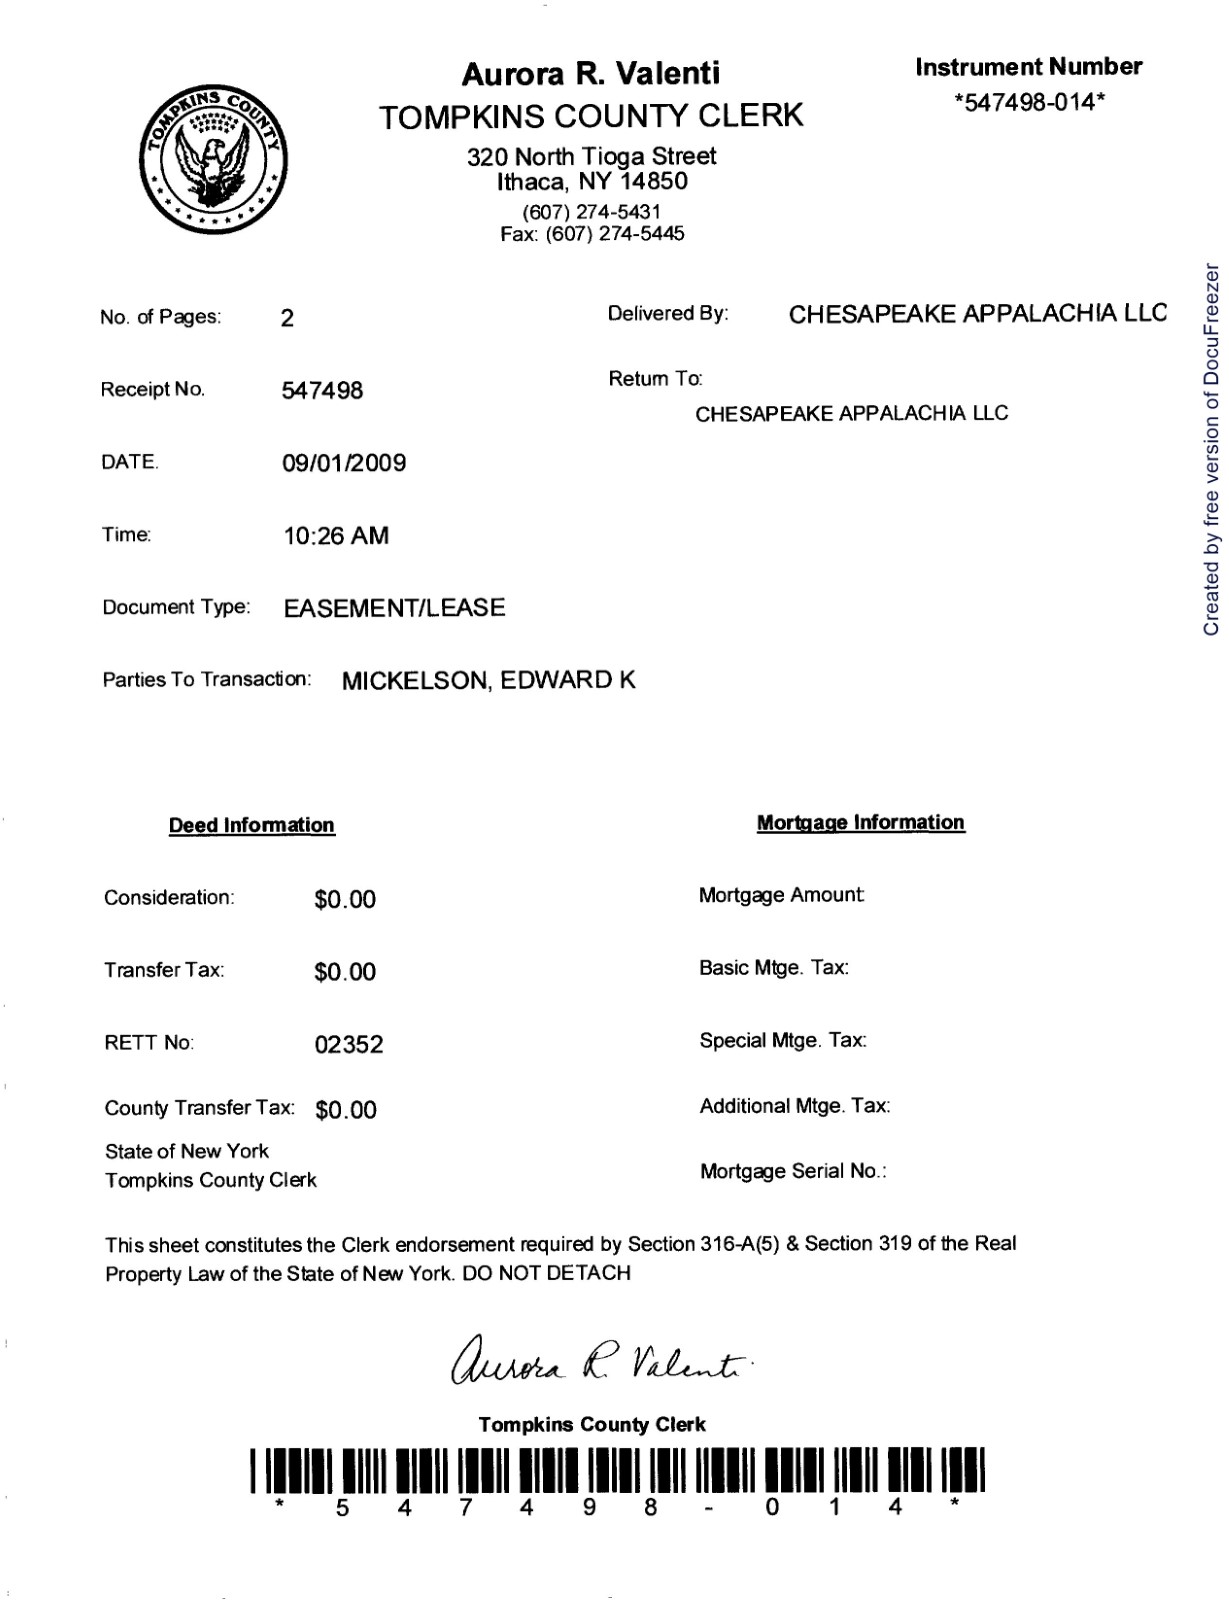 Aurora R. Valenti
TOMPKINS COUNTY CLERK
320 North Tioga Street
Ithaca, NY 14850
(607) 274-5431
Fax: (607) 274-5445
Instrument Number
*547498-014*
TOMPKINS COUNTY
No. of Pages: 2
Delivered By: CHESAPEAKE APPALACHIA LLC
Receipt No. 547498
Return To:
CHESAPEAKE APPALACHIA LLC
DATE. 09/01/2009
Time: 10:26 AM
Document Type: EASEMENT/LEASE
Parties To Transaction: MICKELSON, EDWARD K
Deed Information
Consideration: $0.00
Transfer Tax: $0.00
RETT No: 02352
County Transfer Tax: $0.00
State of New York
Tompkins County Clerk
Mortgage Information
Mortgage Amount
Basic Mtge. Tax:
Special Mtge. Tax:
Additional Mtge. Tax:
Mortgage Serial No.:
This sheet constitutes the Clerk endorsement required by Section 316-A(5) & Section 319 of the Real
Property Law of the State of New York. DO NOT DETACH
Aurora R. Valenti
Tompkins County Clerk
* 5 4 7 4 9 8 - 0 1 4 *
Created by free version of DocuFreezer